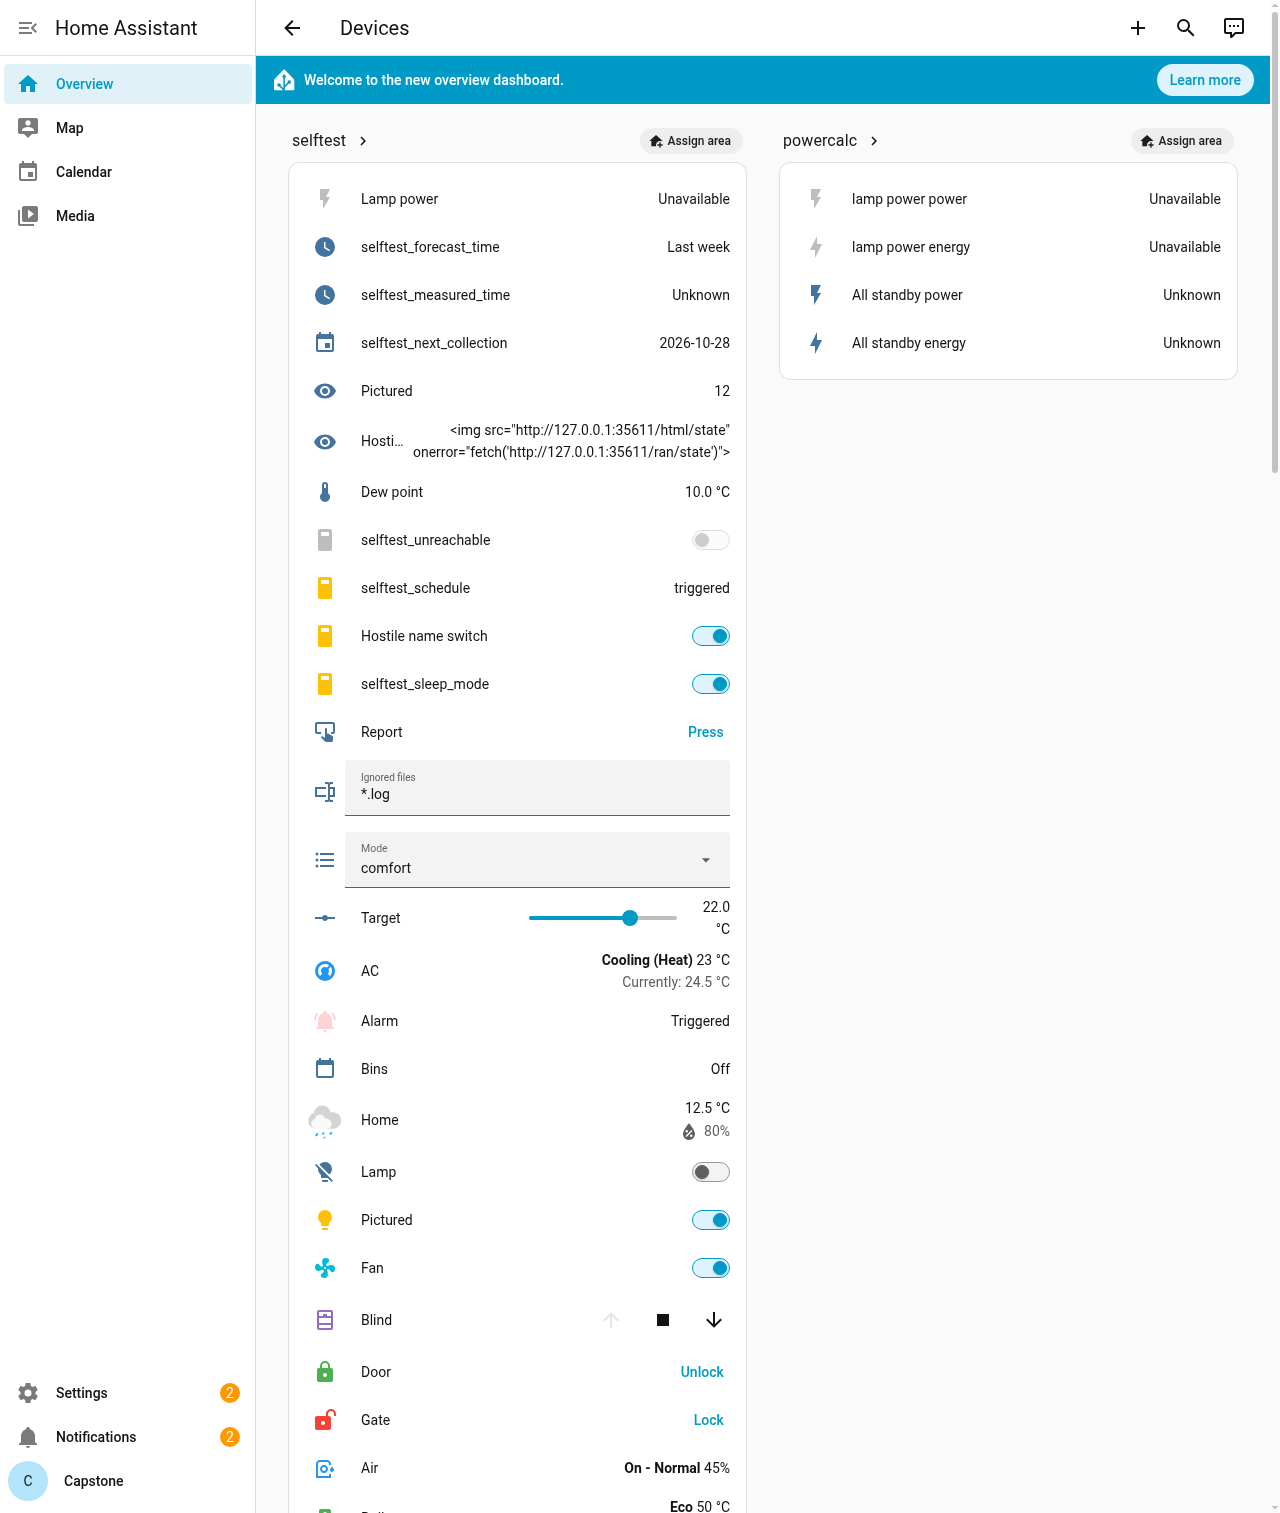 Home Assistant
Devices
Overview
Map
Calendar
Media
Settings
2
Notifications
2
C
Capstone
Welcome to the new overview dashboard.
Learn more
selftest
Assign area
Lamp power
Unavailable
selftest_forecast_time
Last week
selftest_measured_time
Unknown
selftest_next_collection
2026-10-28
Pictured
12
Hosti...
<img src="http://127.0.0.1:35611/html/state"
onerror="fetch('http://127.0.0.1:35611/ran/state')">
Dew point
10.0 °C
selftest_unreachable
selftest_schedule
triggered
Hostile name switch
selftest_sleep_mode
Report
Press
Ignored files
*.log
Mode
comfort
Target
22.0
°C
AC
Cooling (Heat) 23 °C
Currently: 24.5 °C
Alarm
Triggered
Bins
Off
Home
12.5 °C
80%
Lamp
Pictured
Fan
Blind
Door
Unlock
Gate
Lock
Air
On - Normal 45%
Eco 50 °C
powercalc
Assign area
lamp power power
Unavailable
lamp power energy
Unavailable
All standby power
Unknown
All standby energy
Unknown